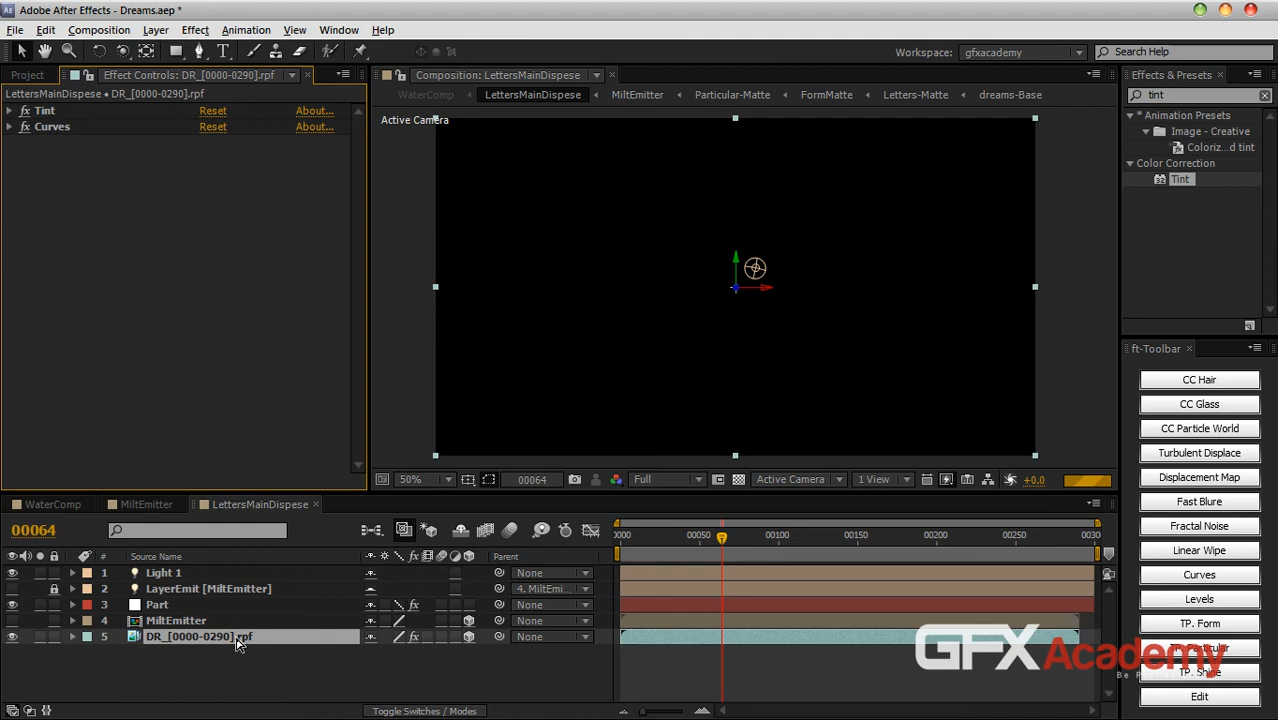 Adobe After Effects - Dreams.aep *
File Edit Composition Layer Effect Animation View Window Help
Workspace: gfxacademy Search Help
Project Effect Controls: DR_[0000-0290].rpf Composition: LettersMainDispese Effects & Presets
LettersMainDispese • DR_[0000-0290].rpf WaterComp LettersMainDispese MiltEmitter Particular-Matte FormMatte Letters-Matte dreams-Base tint
Tint Reset About...
Curves Reset About...
Active Camera
* Animation Presets
Image - Creative
Coloriz...d tint
Color Correction
Tint
ft-Toolbar
CC Hair
CC Glass
CC Particle World
Turbulent Displace
Displacement Map
Fast Blure
Fractal Noise
Linear Wipe
Curves
Levels
TP. Form
TP. Particular
TP. Shine
Edit
50% 00064 Full Active Camera 1 View +0.0
WaterComp MiltEmitter LettersMainDispese
00064 0000 00050 00100 00150 00200 00250 0030
# Source Name Parent
1 Light 1 None
2 LayerEmit [MiltEmitter] 4. MiltEmi...
3 Part None
4 MiltEmitter None
5 DR_[0000-0290].rpf None
GFXAcademy
Toggle Switches / Modes